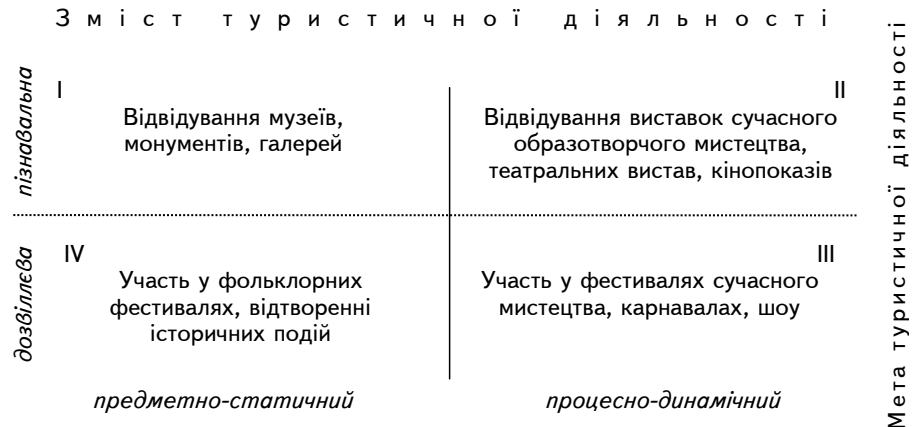 Зміст туристичної діяльності
Мета туристичної діяльності
пізнавальна
I
Відвідування музеїв,
монументів, галерей
II
Відвідування виставок сучасного
образотворчого мистецтва,
театральних вистав, кінопоказів
дозвіллєва
IV
Участь у фольклорних
фестивалях, відтворенні
історичних подій
III
Участь у фестивалях сучасного
мистецтва, карнавалах, шоу
предметно-статичний
процесно-динамічний